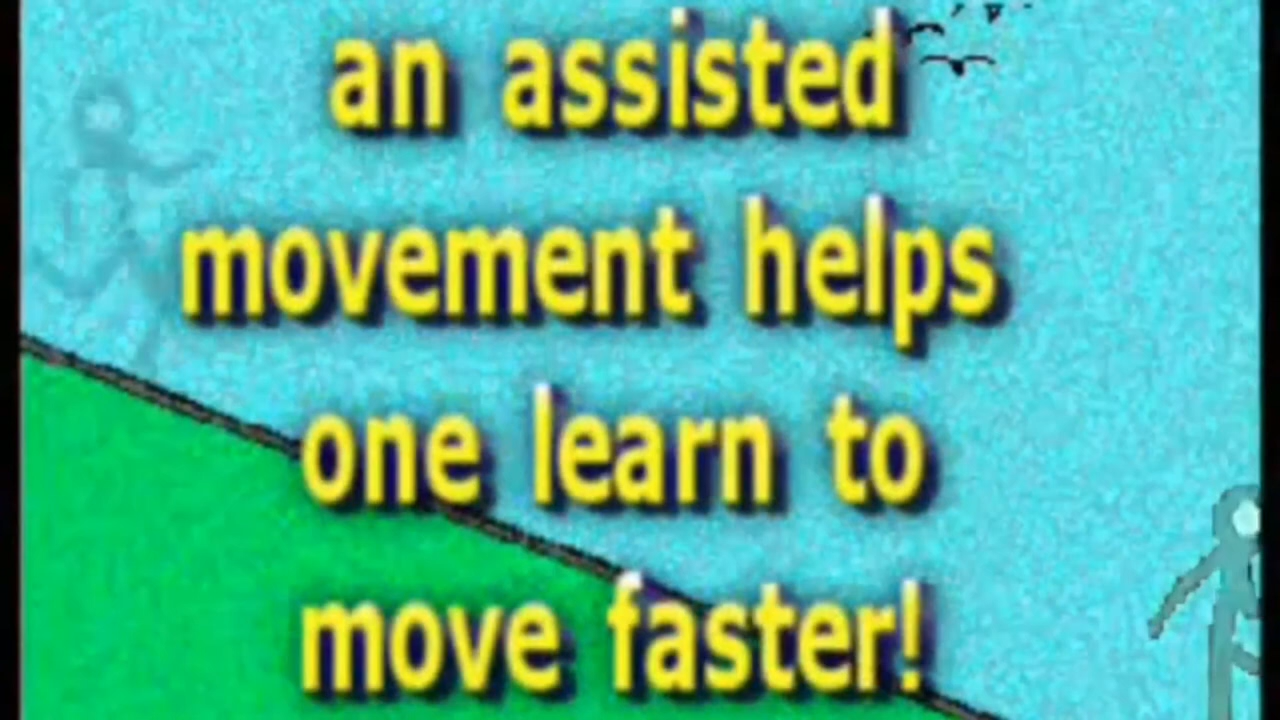 an assisted
movement helps
one learn to
move faster!